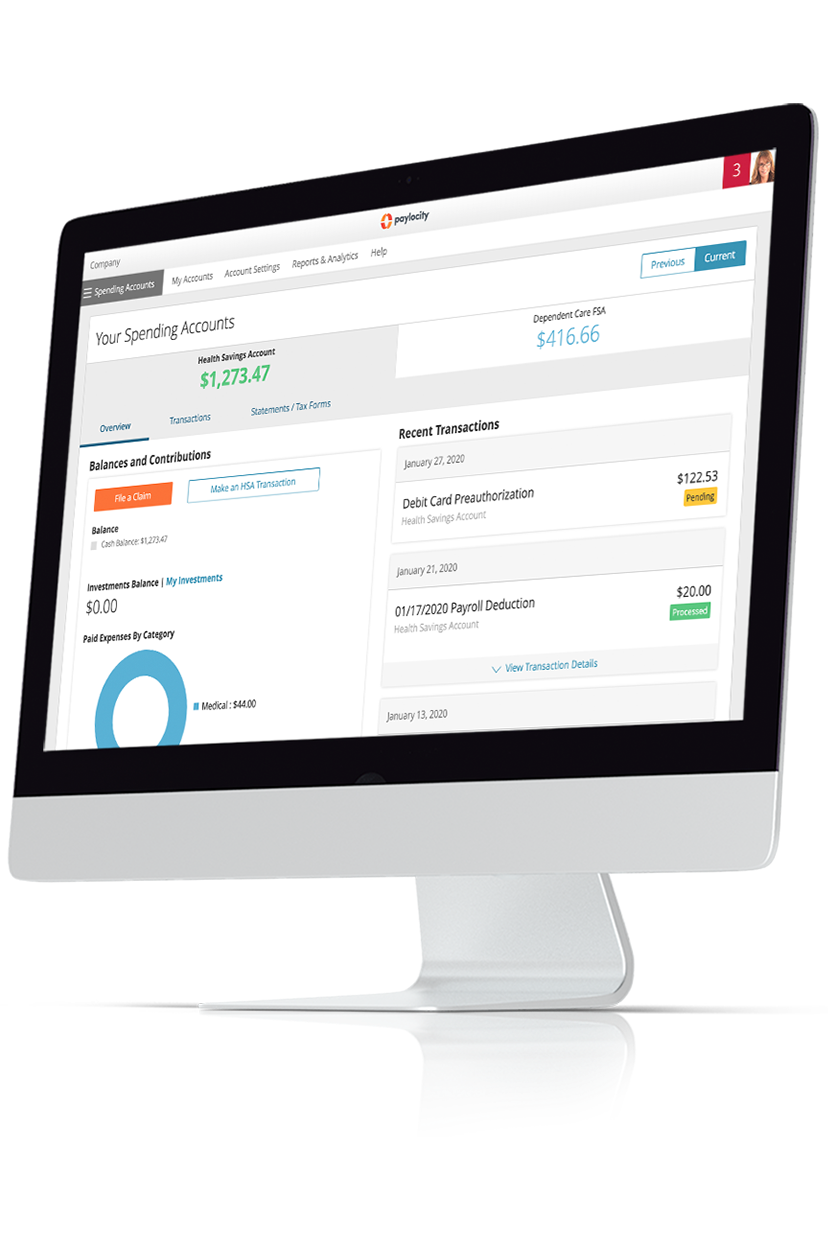 3
paylocity
Company
Spending Accounts
My Accounts
Account Settings
Reports & Analytics
Help
Previous
Current
Your Spending Accounts
Health Savings Account
$1,273.47
Dependent Care FSA
$416.66
Overview
Transactions
Statements / Tax Forms
Balances and Contributions
File a Claim
Make an HSA Transaction
Balance
Cash Balance: $1,273.47
Investments Balance | My Investments
$0.00
Paid Expenses By Category
Medical : $44.00
Recent Transactions
January 27, 2020
Debit Card Preauthorization
$122.53
Health Savings Account
Pending
January 21, 2020
01/17/2020 Payroll Deduction
$20.00
Health Savings Account
Processed
View Transaction Details
January 13, 2020